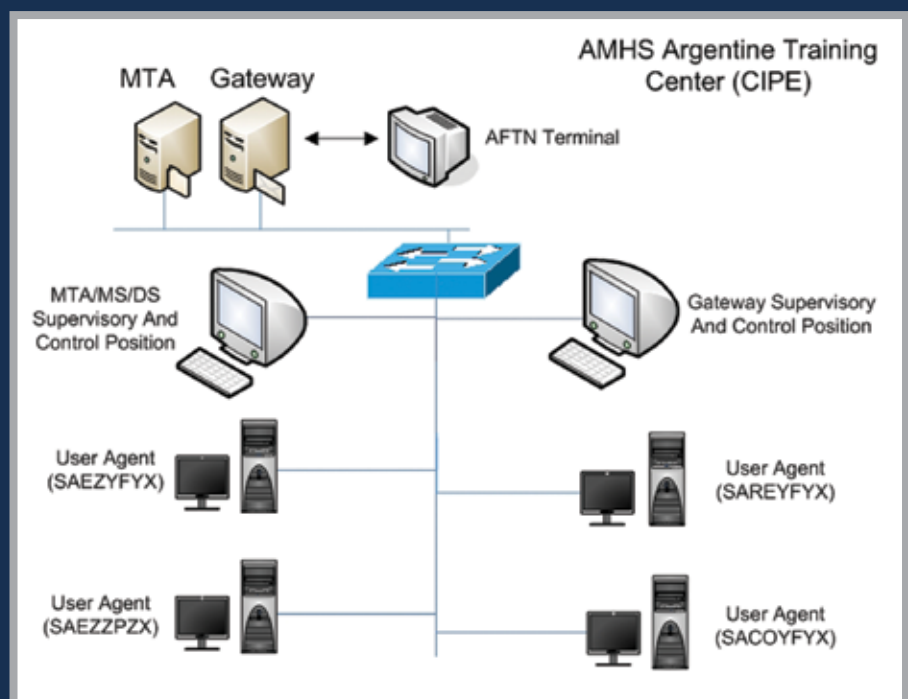 AMHS Argentine Training
Center (CIPE)
MTA
Gateway
AFTN Terminal
MTA/MS/DS
Supervisory And
Control Position
Gateway Supervisory
And Control Position
User Agent
(SAEZYFYX)
User Agent
(SAREYFYX)
User Agent
(SAEZZPZX)
User Agent
(SACOYFYX)